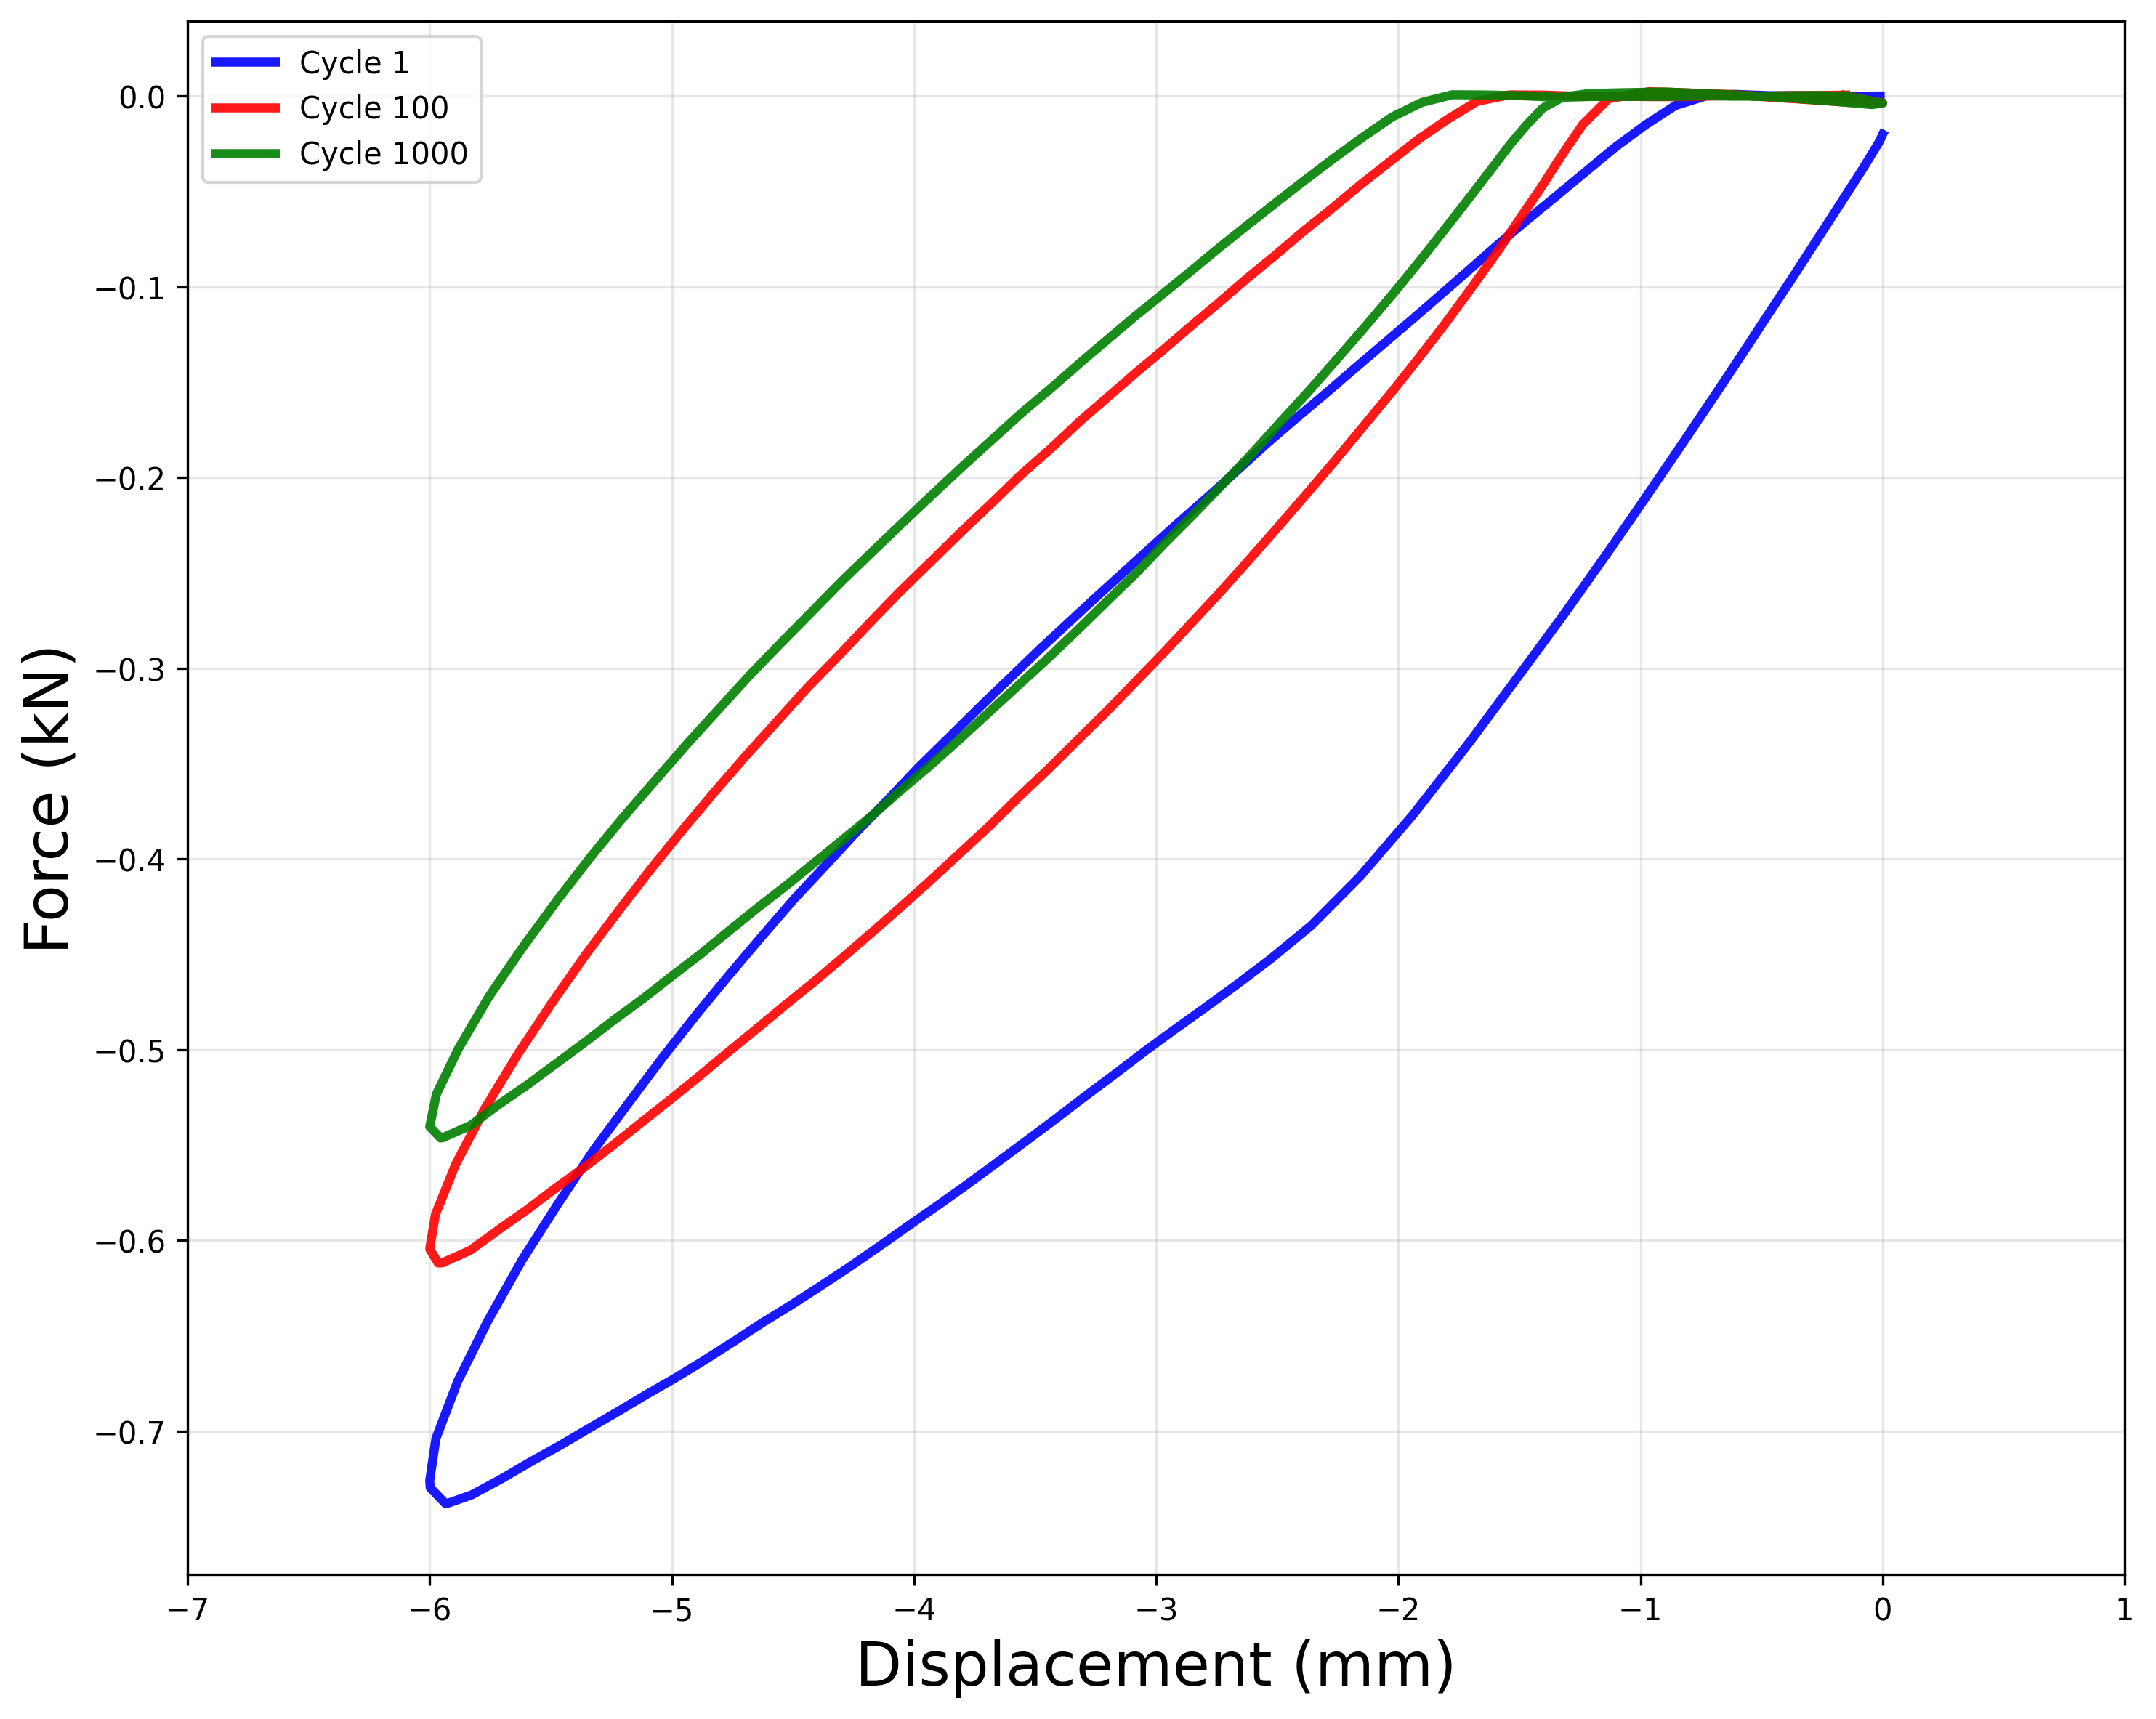 Cycle 1
Cycle 100
Cycle 1000
0.0
−0.1
−0.2
−0.3
−0.4
−0.5
−0.6
−0.7
Force (kN)
−7 −6 −5 −4 −3 −2 −1 0 1
Displacement (mm)